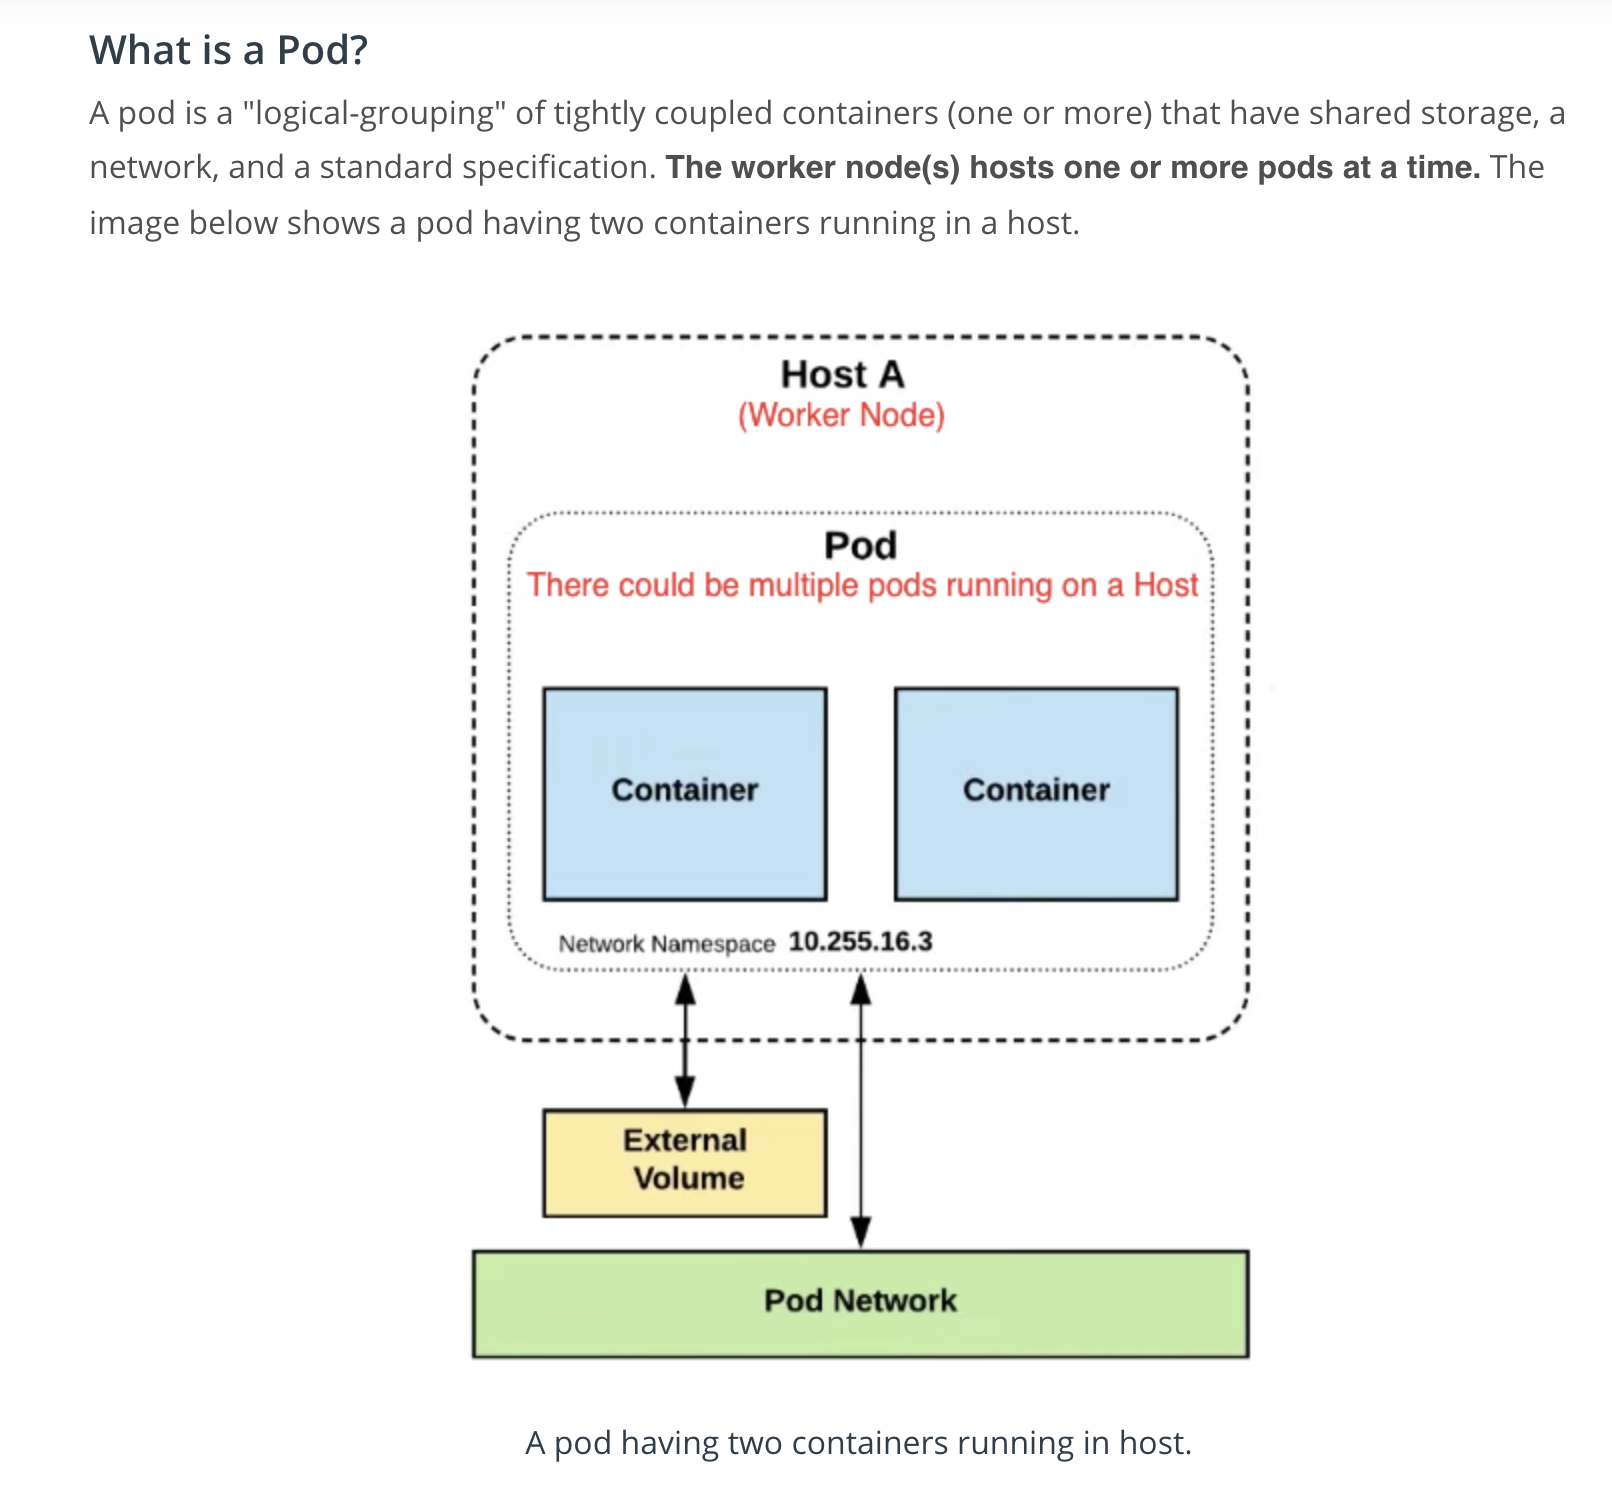 What is a Pod?
A pod is a "logical-grouping" of tightly coupled containers (one or more) that have shared storage, a
network, and a standard specification. The worker node(s) hosts one or more pods at a time. The
image below shows a pod having two containers running in a host.
Host A
(Worker Node)
Pod
There could be multiple pods running on a Host
Container
Container
Network Namespace 10.255.16.3
External
Volume
Pod Network
A pod having two containers running in host.